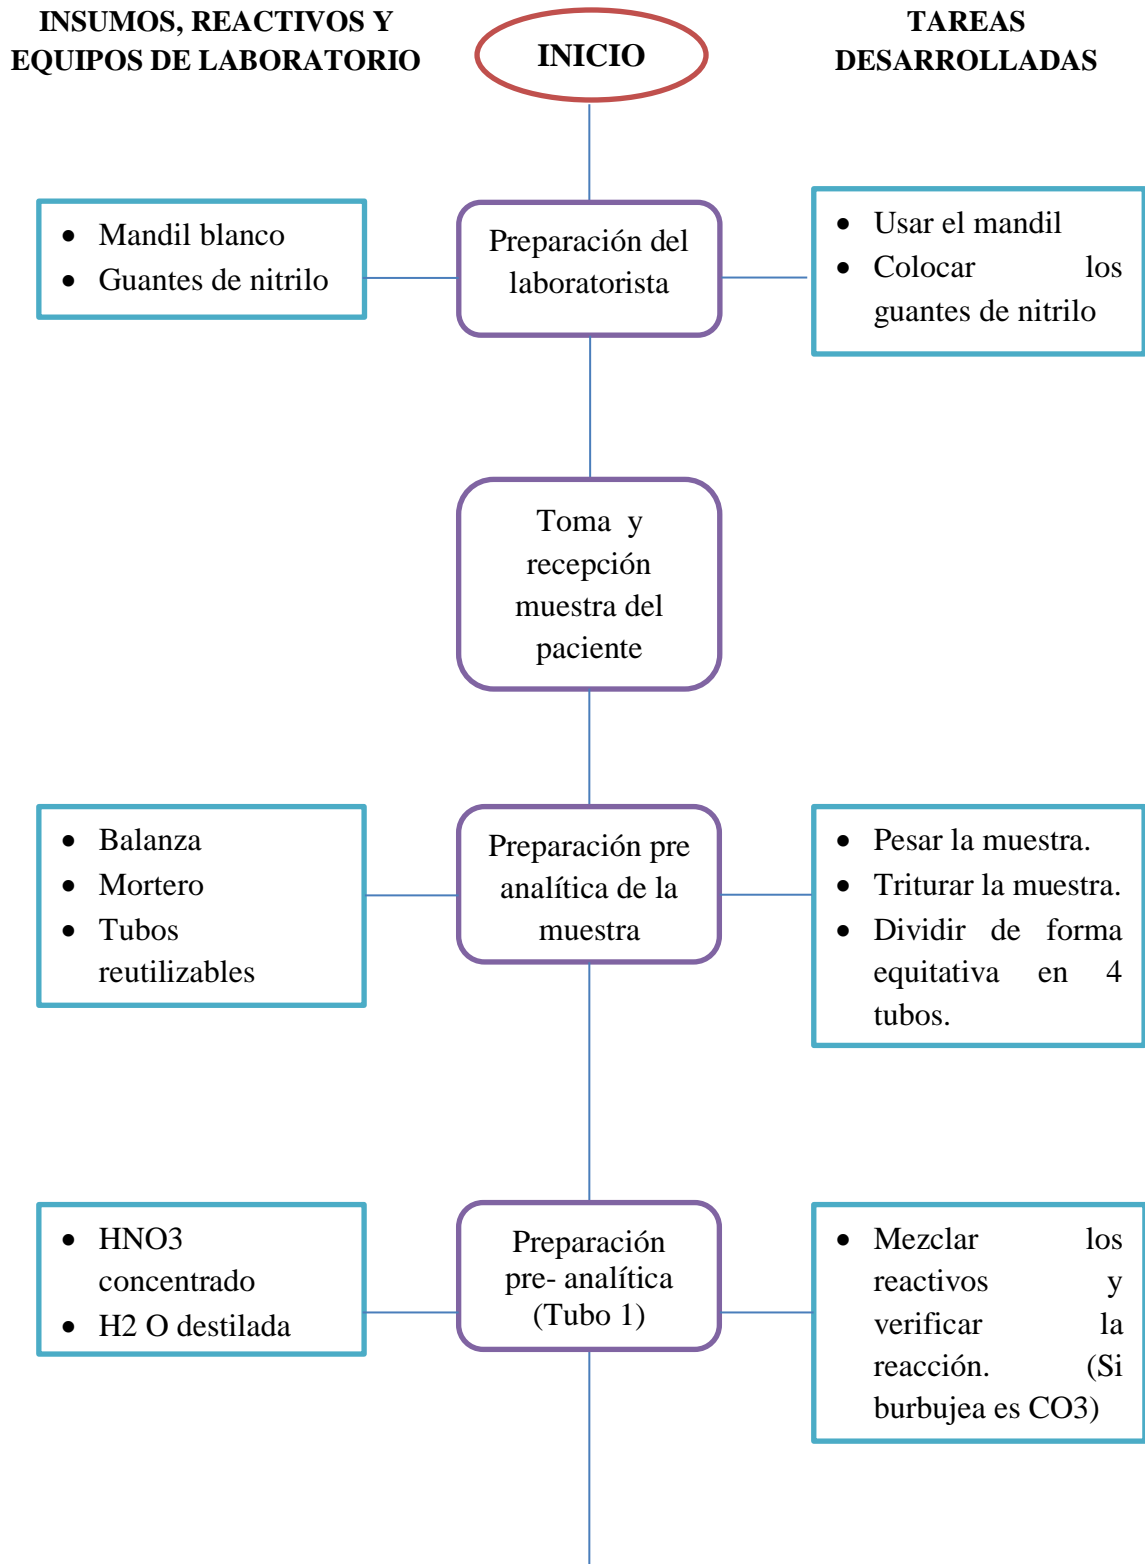 INSUMOS, REACTIVOS Y
EQUIPOS DE LABORATORIO
INICIO
TAREAS
DESARROLLADAS
• Mandil blanco
• Guantes de nitrilo
Preparación del
laboratorista
• Usar el mandil
• Colocar los
guantes de nitrilo
Toma y
recepción
muestra del
paciente
• Balanza
• Mortero
• Tubos
reutilizables
Preparación pre
analítica de la
muestra
• Pesar la muestra.
• Triturar la muestra.
• Dividir de forma
equitativa en 4
tubos.
• HNO3
concentrado
• H2 O destilada
Preparación
pre- analítica
(Tubo 1)
• Mezclar los
reactivos y
verificar la
reacción. (Si
burbujea es CO3)